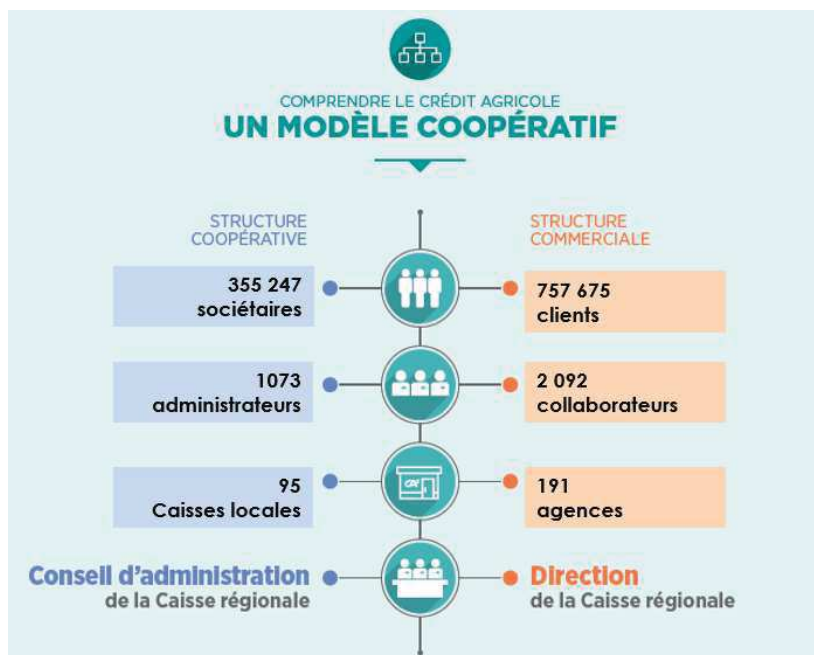 COMPRENDRE LE CRÉDIT AGRICOLE
UN MODÈLE COOPÉRATIF
STRUCTURE
COOPÉRATIVE
STRUCTURE
COMMERCIALE
355 247
sociétaires
757 675
clients
1073
administrateurs
2 092
collaborateurs
95
Caisses locales
191
agences
Conseil d'administration
de la Caisse régionale
Direction
de la Caisse régionale